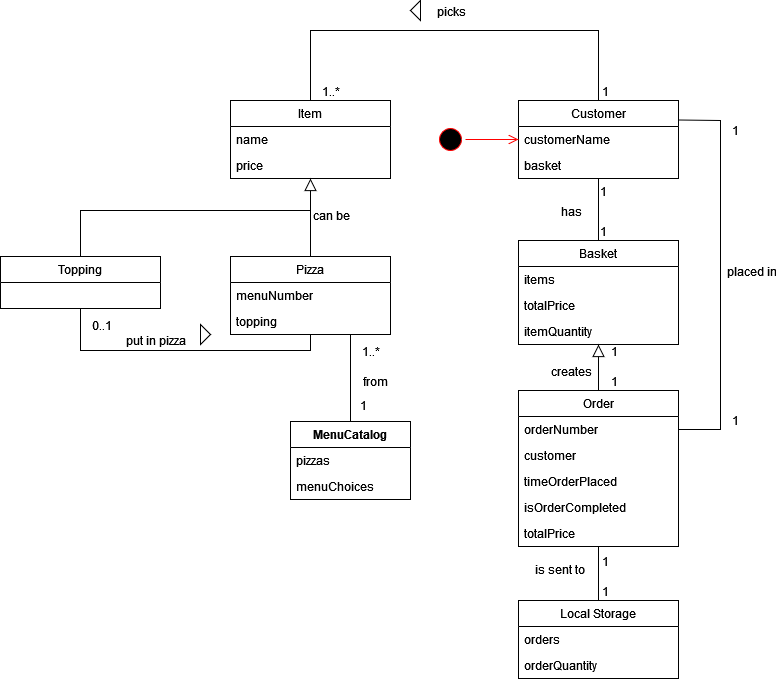 picks
1..*
1
Item
name
price
Customer
customerName
basket
1
placed in
1
can be
1
has
1
Topping
Pizza
menuNumber
topping
0..1
put in pizza
Basket
items
totalPrice
itemQuantity
1..*
from
1
1
creates
1
MenuCatalog
pizzas
menuChoices
Order
orderNumber
customer
timeOrderPlaced
isOrderCompleted
totalPrice
1
is sent to
1
Local Storage
orders
orderQuantity